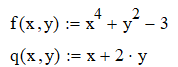 f(x,y) := x⁴ + y² − 3
q(x,y) := x + 2 · y